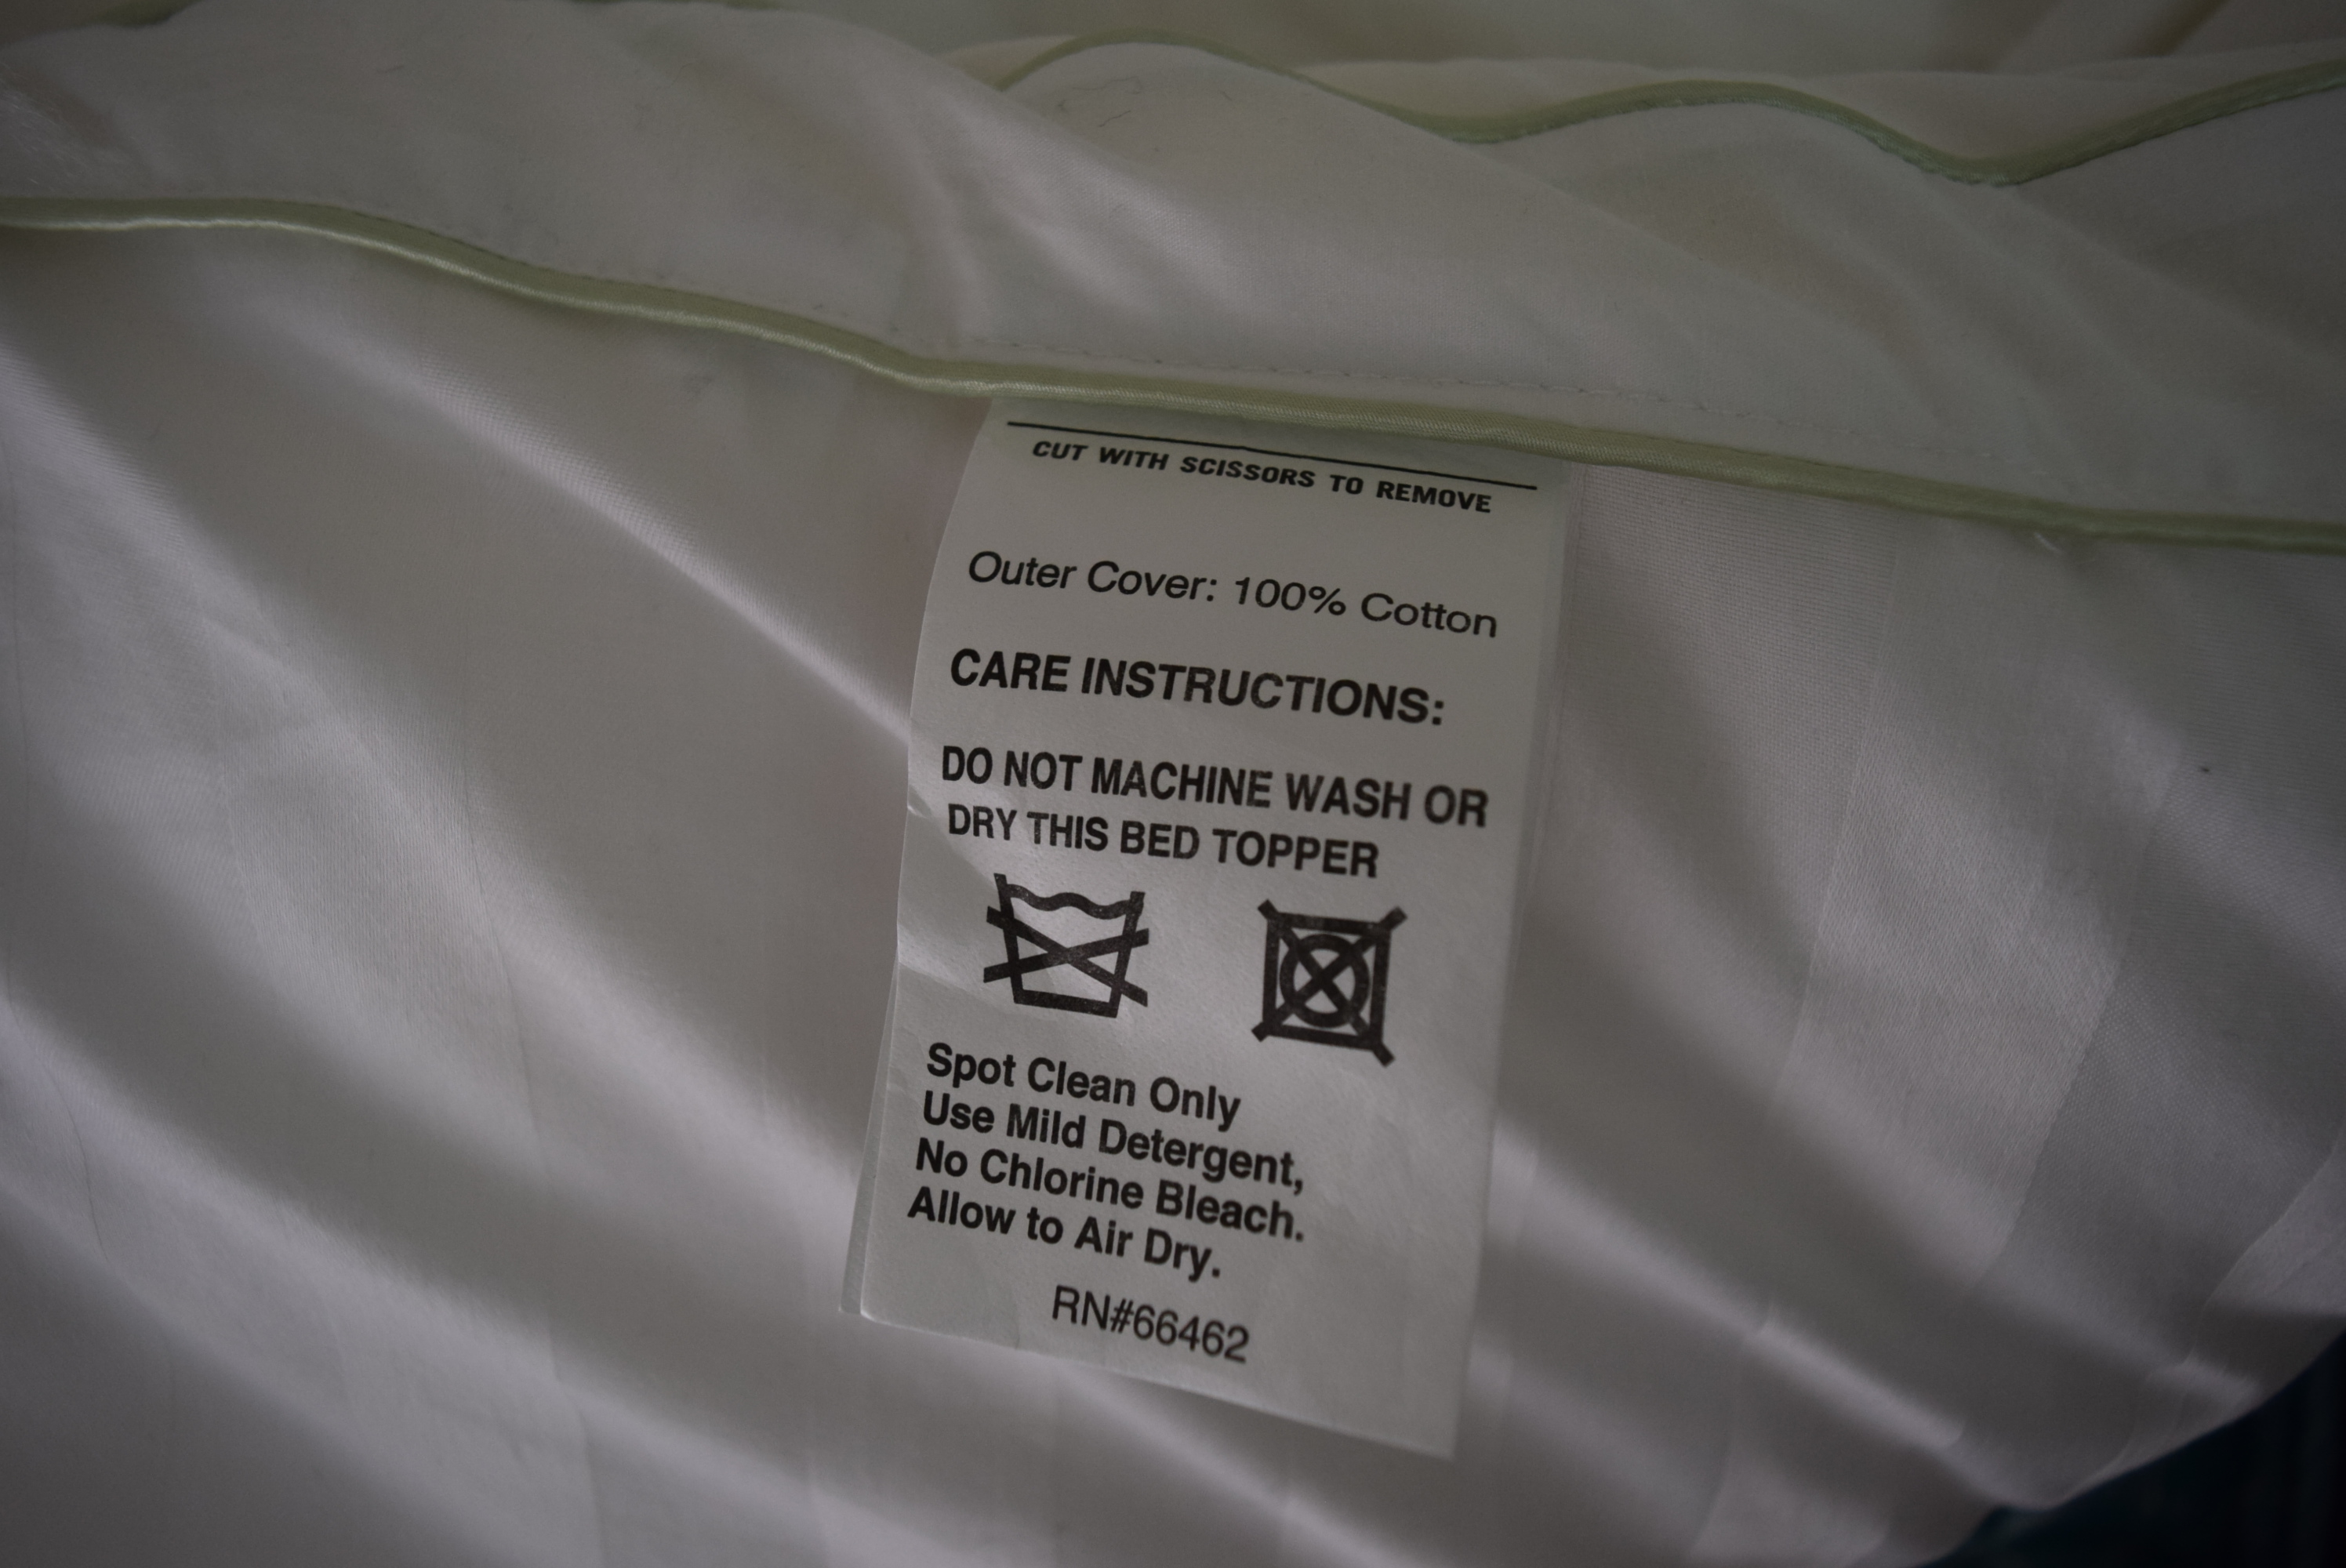 CUT WITH SCISSORS TO REMOVE
Outer Cover: 100% Cotton
CARE INSTRUCTIONS:
DO NOT MACHINE WASH OR
DRY THIS BED TOPPER
Spot Clean Only
Use Mild Detergent,
No Chlorine Bleach.
Allow to Air Dry.
RN#66462